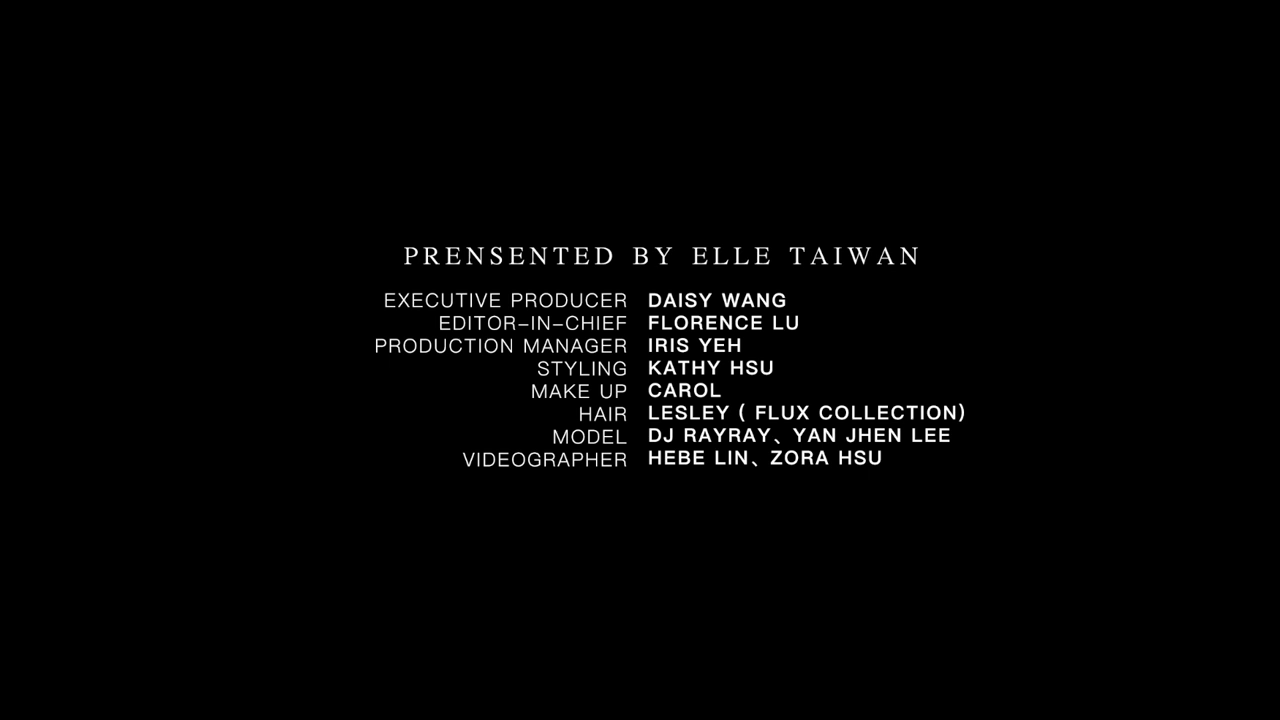 PRENSENTED BY ELLE TAIWAN
EXECUTIVE PRODUCER DAISY WANG
EDITOR-IN-CHIEF FLORENCE LU
PRODUCTION MANAGER IRIS YEH
STYLING KATHY HSU
MAKE UP CAROL
HAIR LESLEY ( FLUX COLLECTION)
MODEL DJ RAYRAY、YAN JHEN LEE
VIDEOGRAPHER HEBE LIN、ZORA HSU